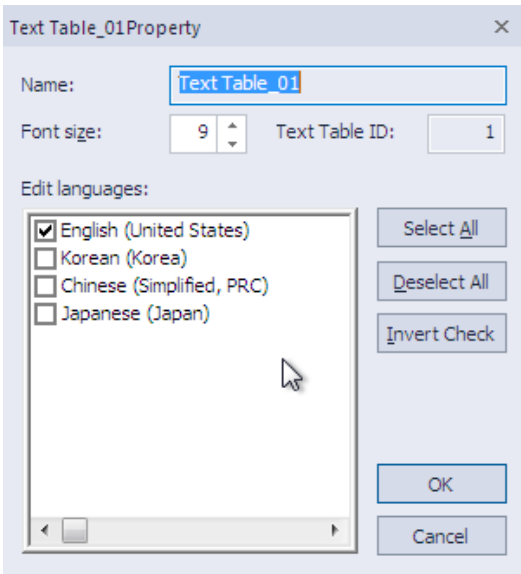 Text Table_01Property
Name: Text Table_01
Font size: 9 Text Table ID: 1
Edit languages:
English (United States)
Korean (Korea)
Chinese (Simplified, PRC)
Japanese (Japan)
Select All
Deselect All
Invert Check
OK
Cancel